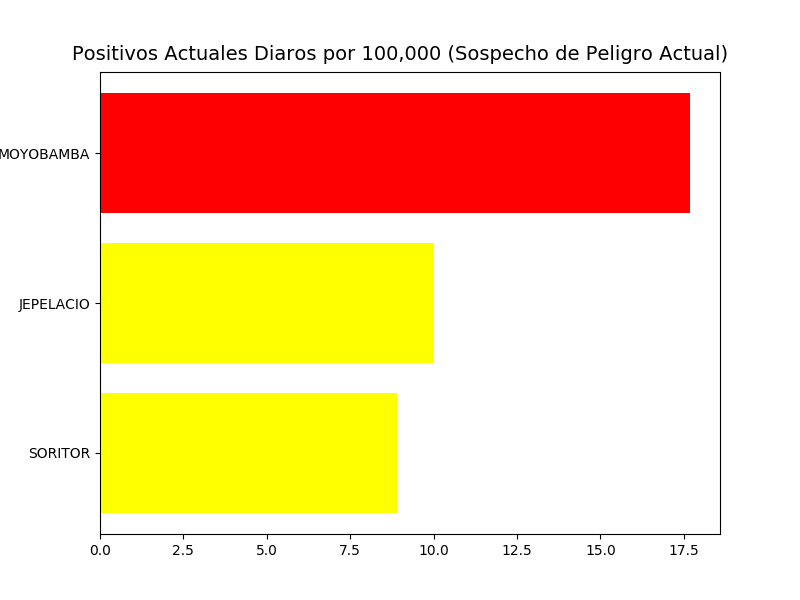 Positivos Actuales Diaros por 100,000 (Sospecho de Peligro Actual)
MOYOBAMBA
JEPELACIO
SORITOR
0.0 2.5 5.0 7.5 10.0 12.5 15.0 17.5